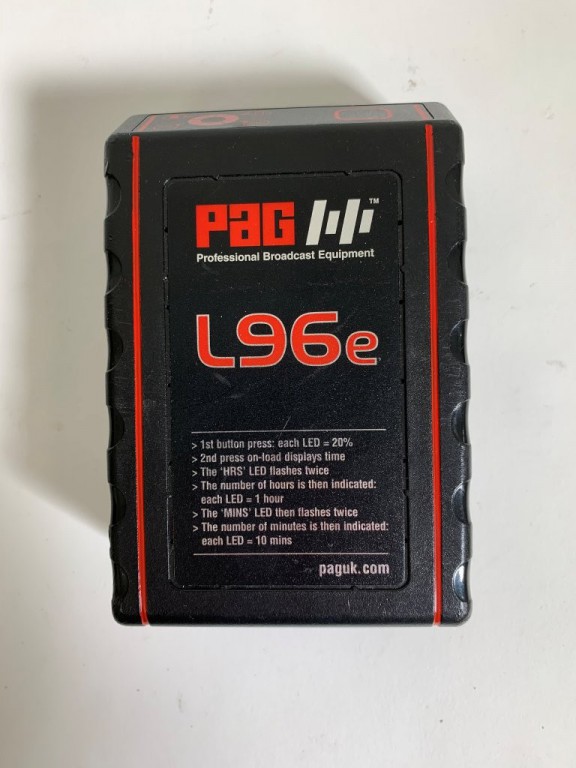 PAG ™
Professional Broadcast Equipment
L96e
> 1st button press: each LED = 20%
> 2nd press on-load displays time
> The 'HRS' LED flashes twice
> The number of hours is then indicated:
each LED = 1 hour
> The 'MINS' LED then flashes twice
> The number of minutes is then indicated:
each LED = 10 mins
paguk.com